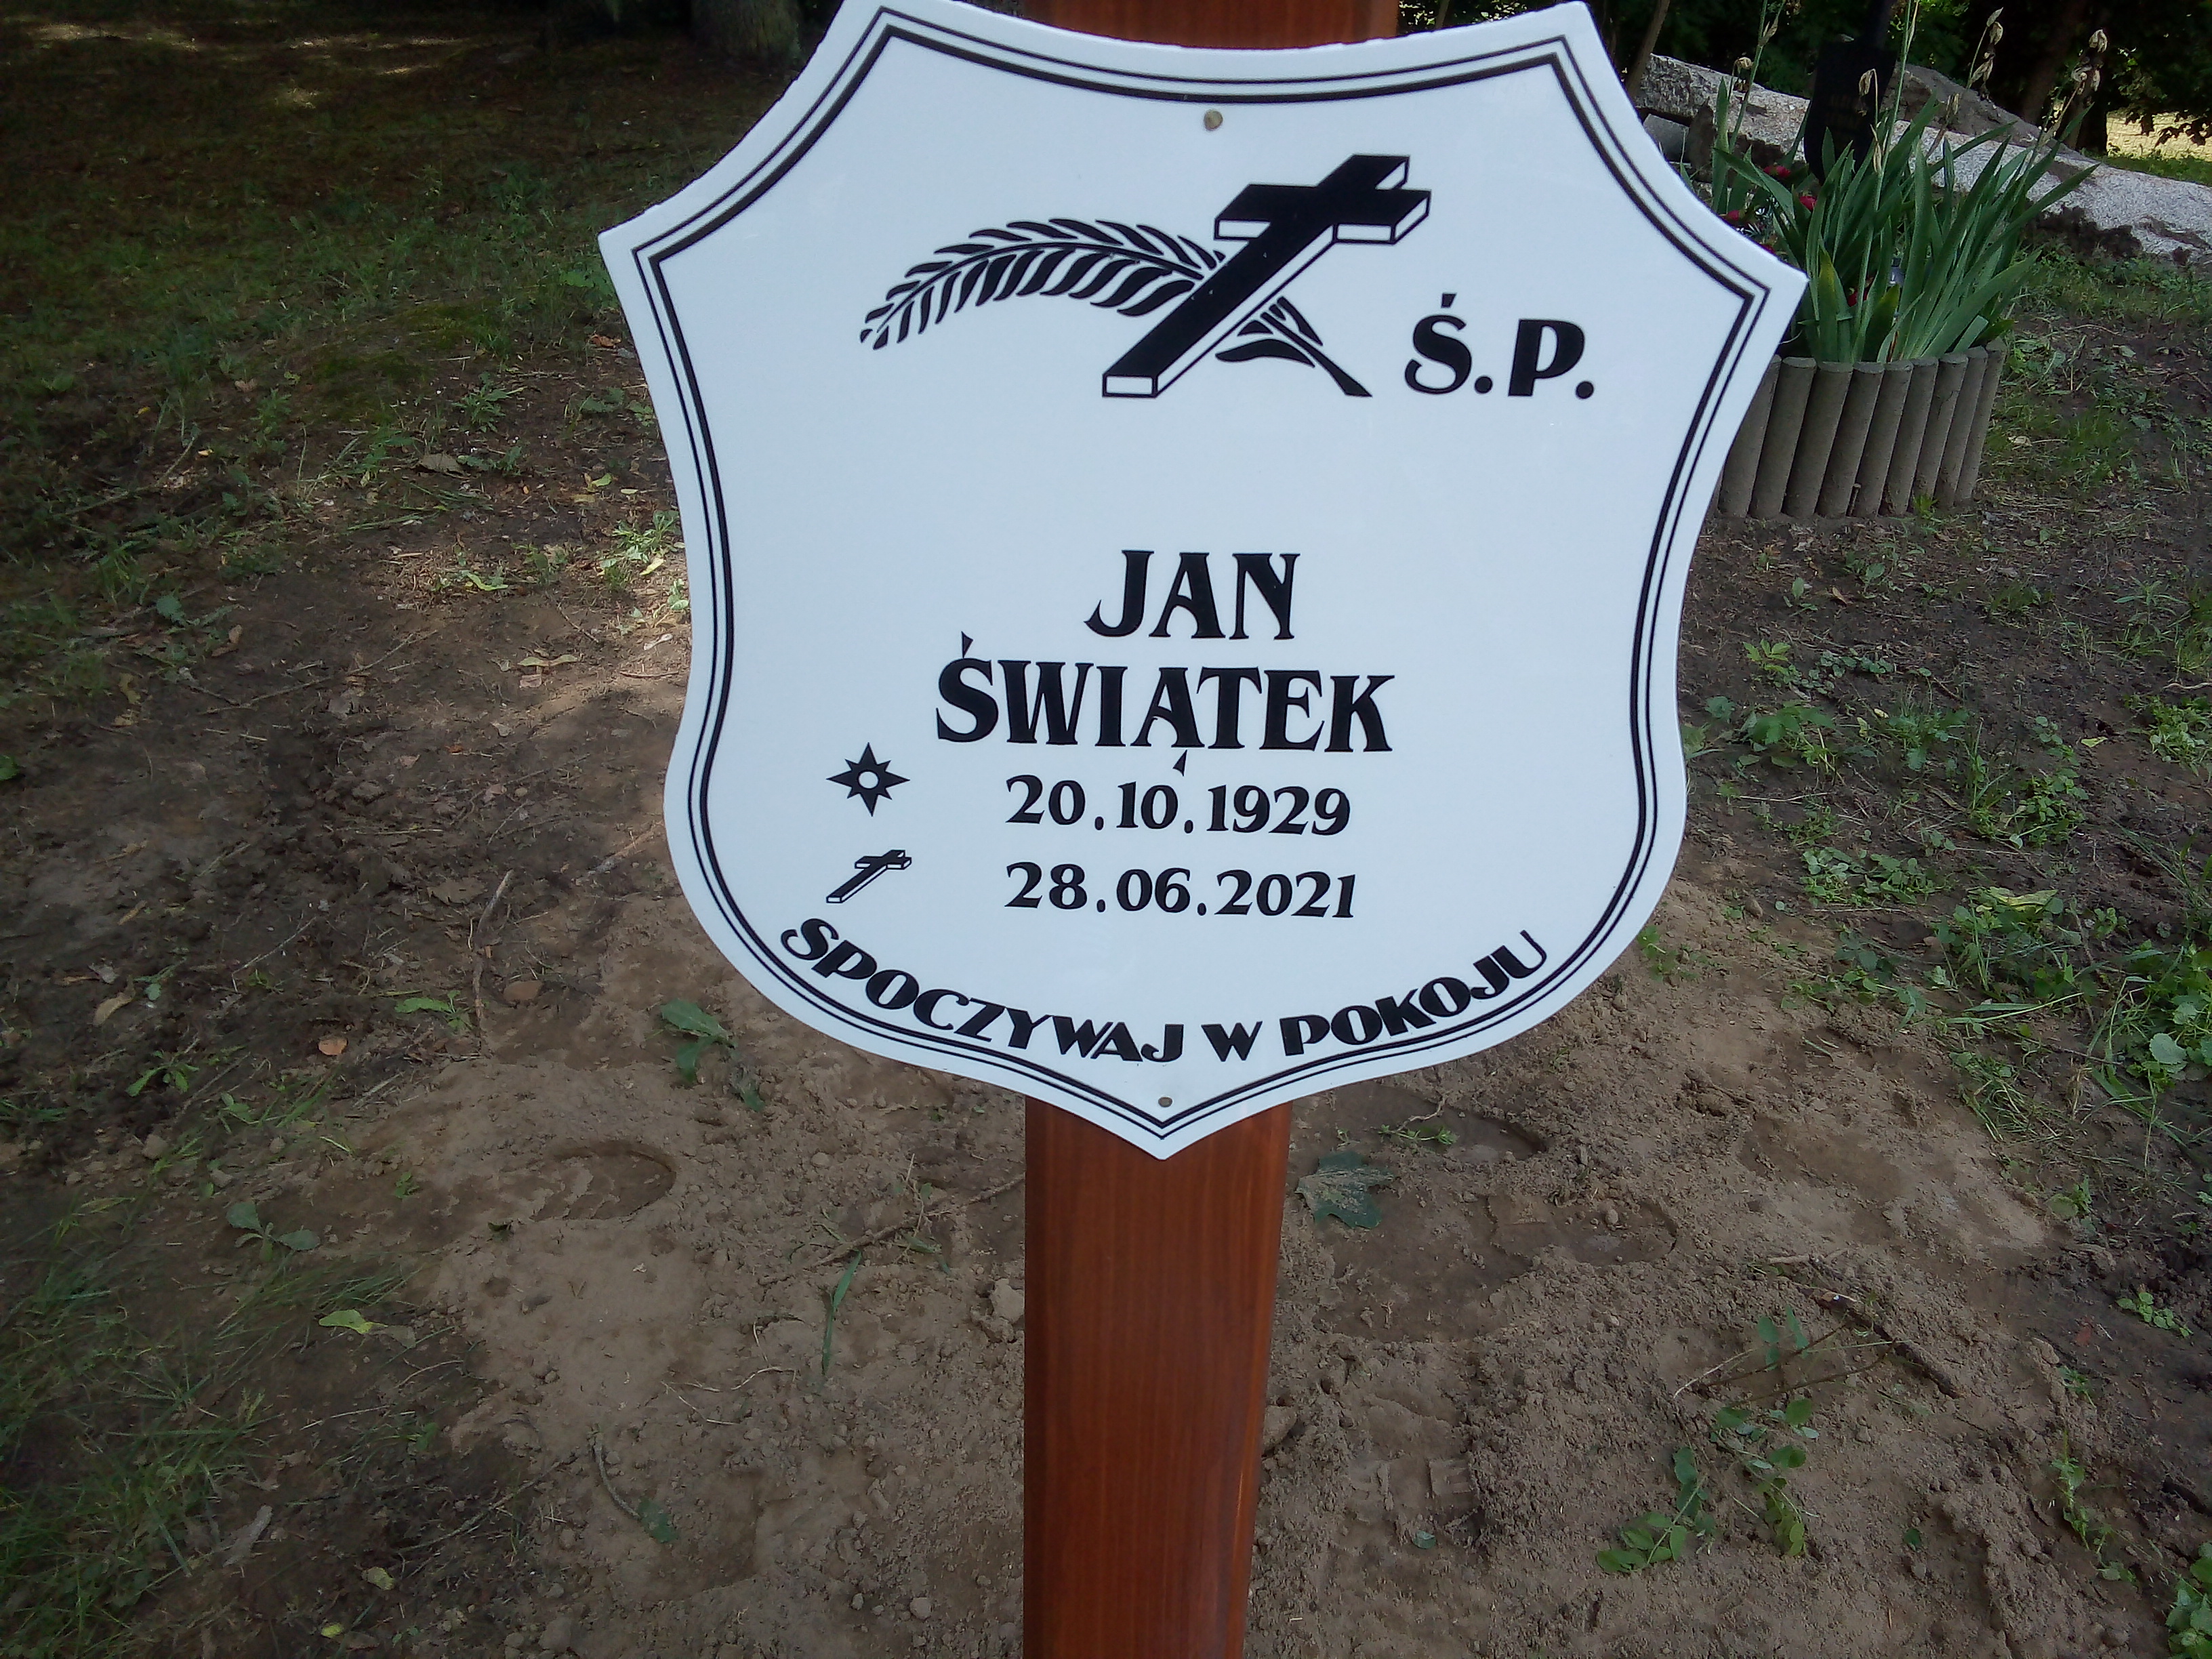 Ś.P.
JAN
ŚWIĄTEK
20.10.1929
28.06.2021
SPOCZYWAJ W POKOJU